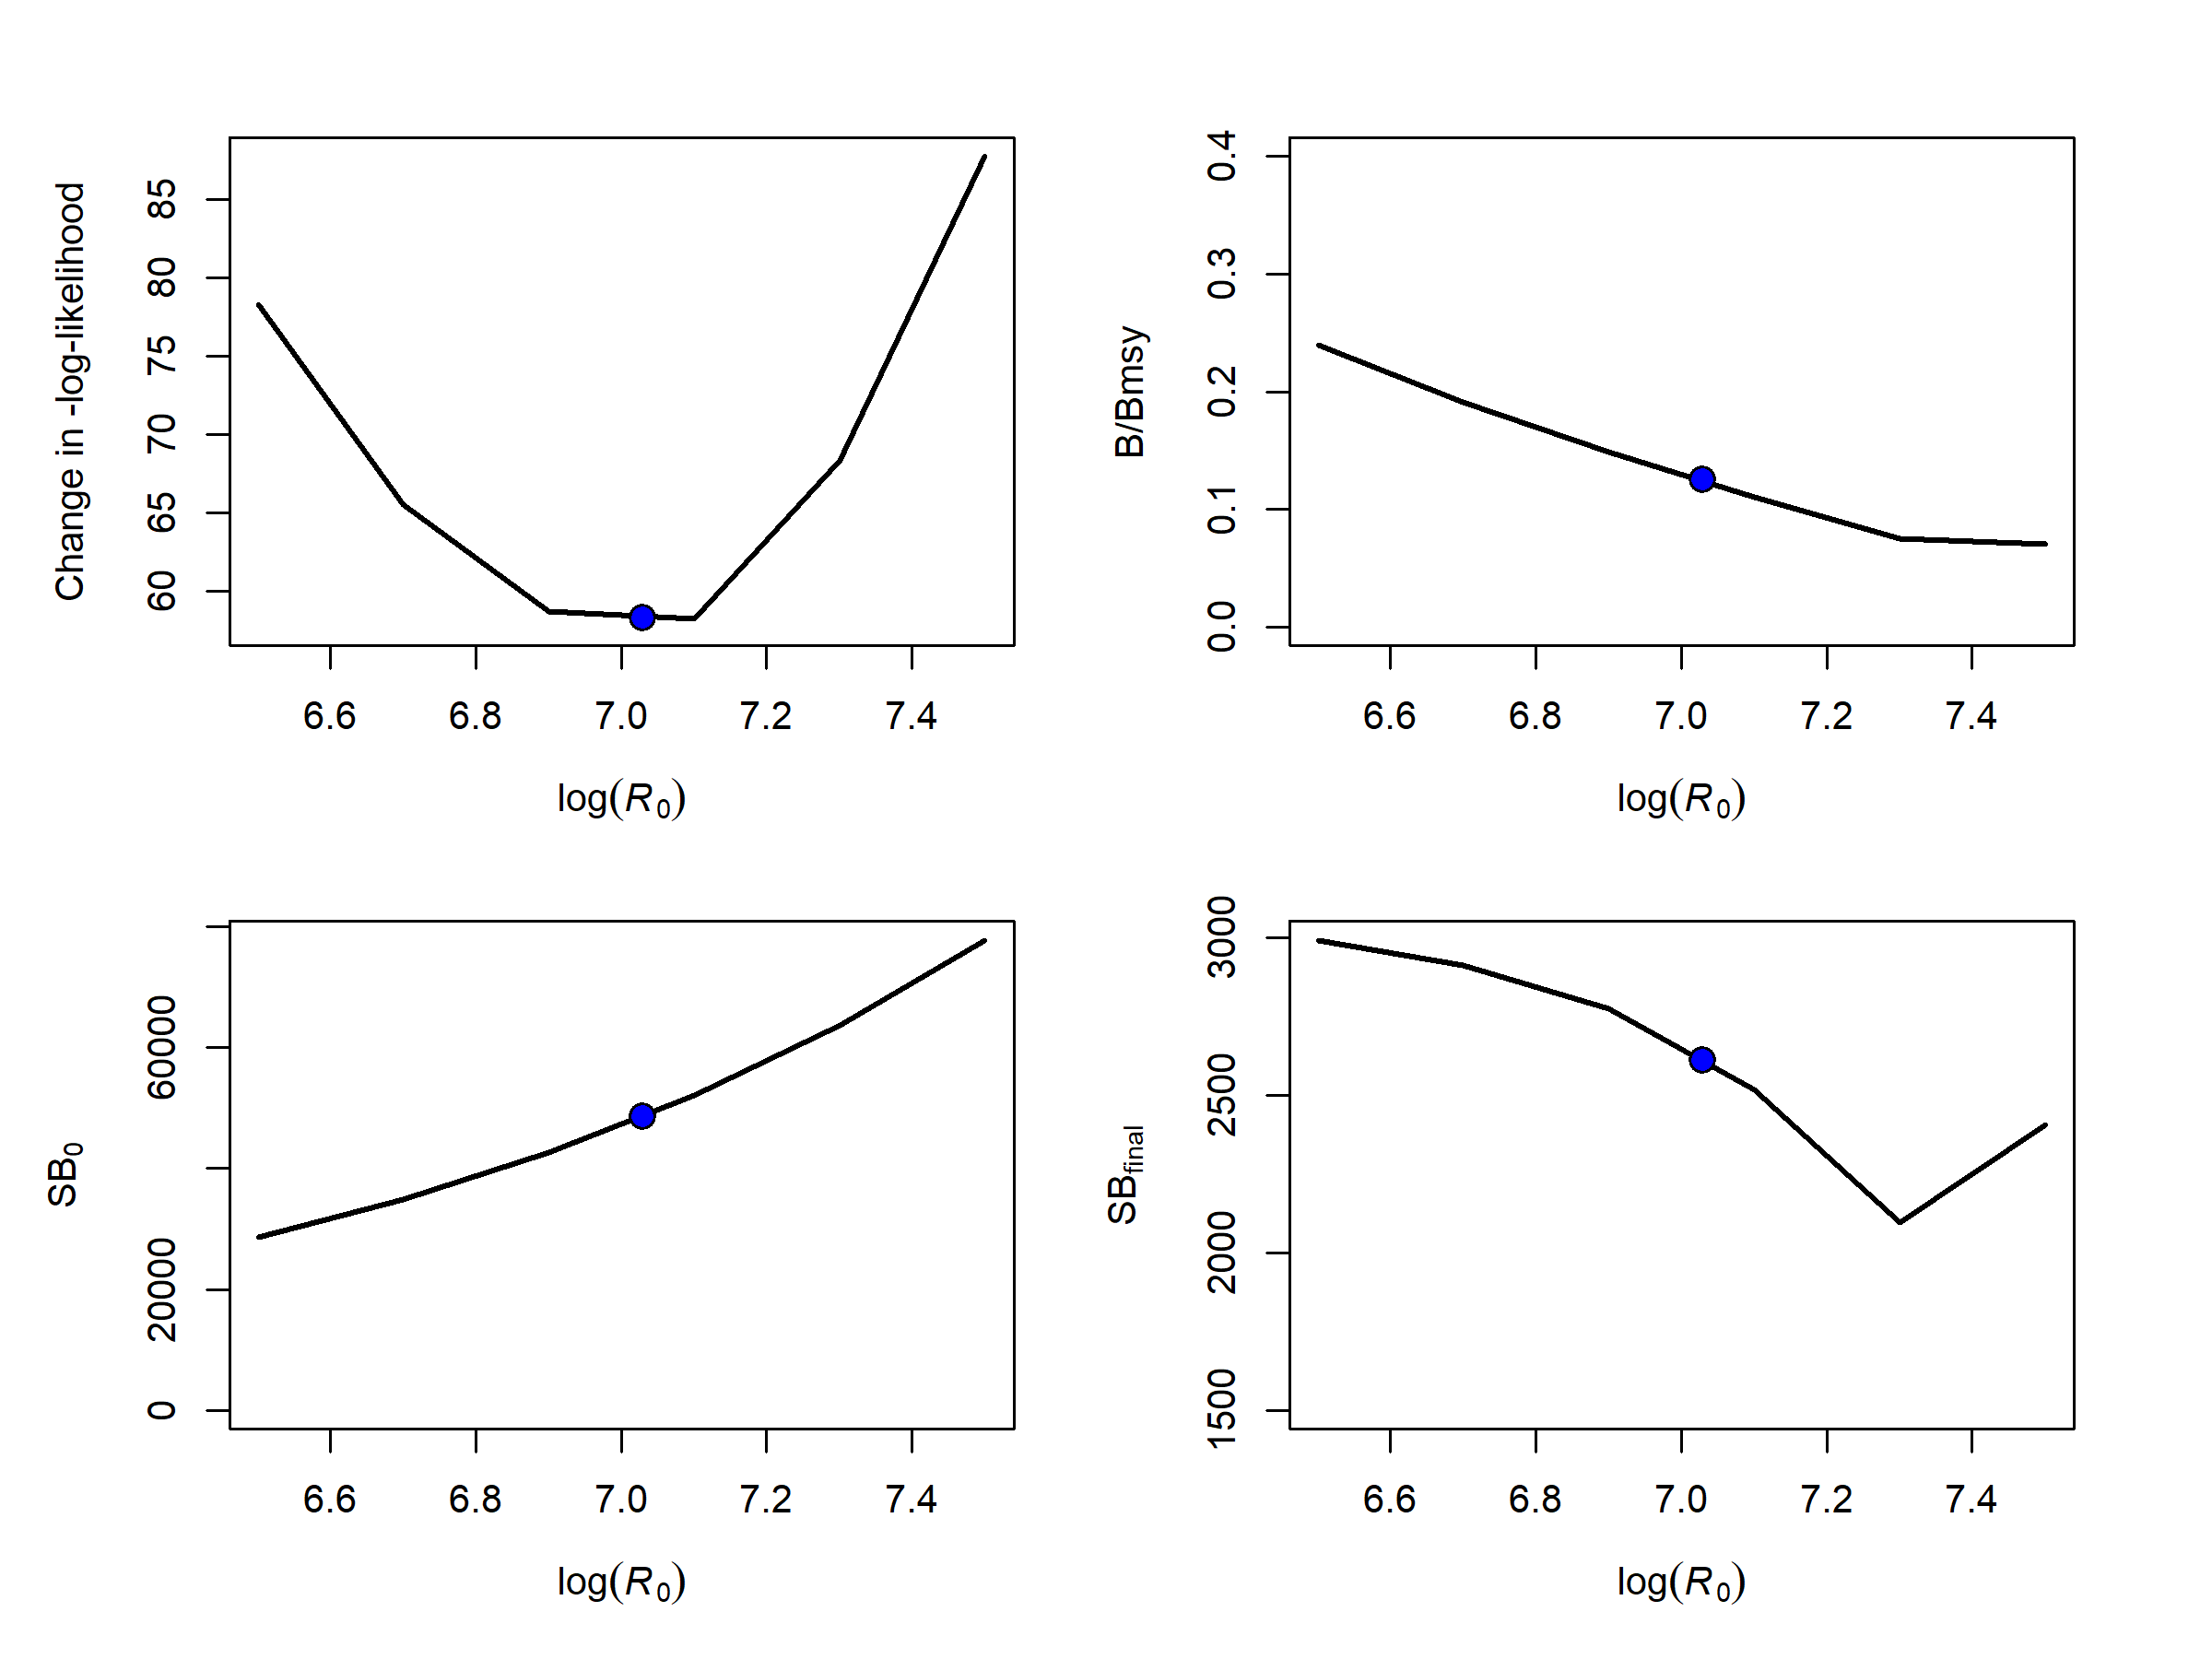 Change in -log-likelihood
60 65 70 75 80 85
6.6 6.8 7.0 7.2 7.4
log(R0)
B/Bmsy
0.0 0.1 0.2 0.3 0.4
6.6 6.8 7.0 7.2 7.4
log(R0)
SB0
0 20000 60000
6.6 6.8 7.0 7.2 7.4
log(R0)
SBfinal
1500 2000 2500 3000
6.6 6.8 7.0 7.2 7.4
log(R0)